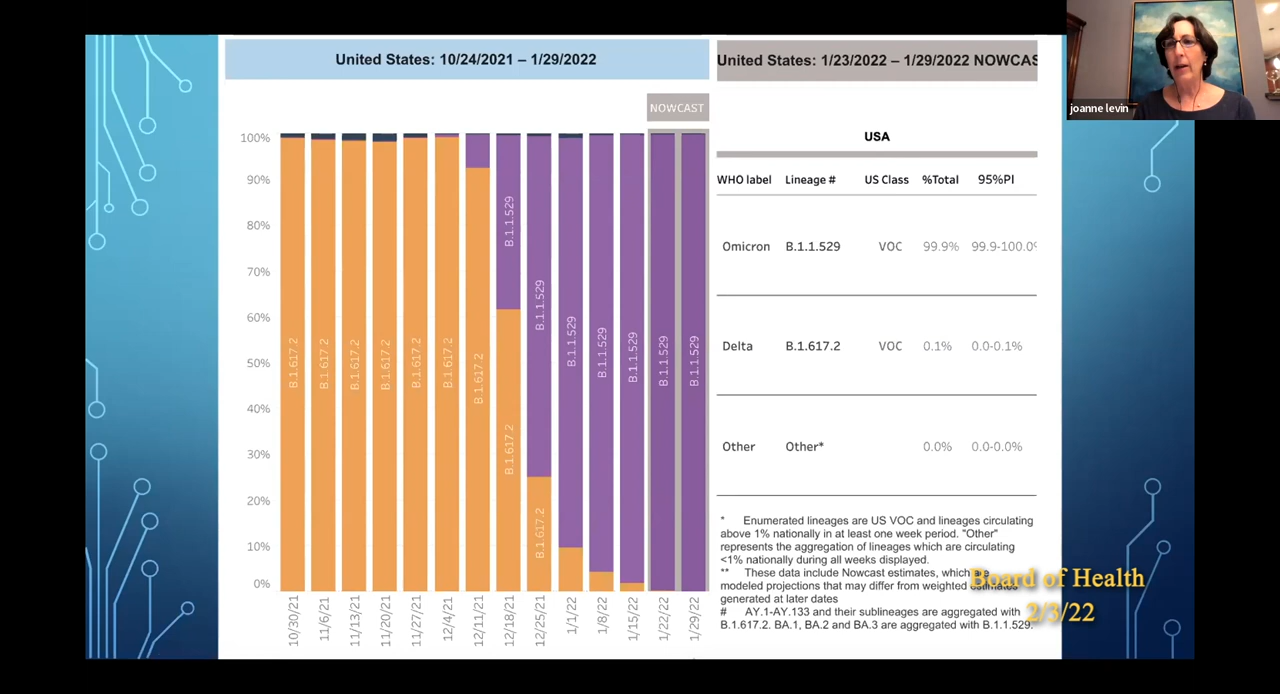 United States: 10/24/2021 – 1/29/2022
United States: 1/23/2022 – 1/29/2022 NOWCAS
joanne levin
NOWCAST
100%
90%
80%
70%
60%
50%
40%
30%
20%
10%
0%
B.1.617.2
B.1.617.2
B.1.617.2
B.1.617.2
B.1.617.2
B.1.617.2
B.1.617.2
B.1.1.529
B.1.617.2
B.1.1.529
B.1.617.2
B.1.1.529
B.1.1.529
B.1.1.529
B.1.1.529
B.1.1.529
10/30/21
11/6/21
11/13/21
11/20/21
11/27/21
12/4/21
12/11/21
12/18/21
12/25/21
1/1/22
1/8/22
1/15/22
1/22/22
1/29/22
USA
WHO label Lineage # US Class %Total 95%PI
Omicron B.1.1.529 VOC 99.9% 99.9-100.0%
Delta B.1.617.2 VOC 0.1% 0.0-0.1%
Other Other* 0.0% 0.0-0.0%
* Enumerated lineages are US VOC and lineages circulating
above 1% nationally in at least one week period. "Other"
represents the aggregation of lineages which are circulating
<1% nationally during all weeks displayed.
** These data include Nowcast estimates, which are
modeled projections that may differ from weighted estimates
generated at later dates
# AY.1-AY.133 and their sublineages are aggregated with
B.1.617.2. BA.1, BA.2 and BA.3 are aggregated with B.1.1.529.
Board of Health
2/3/22